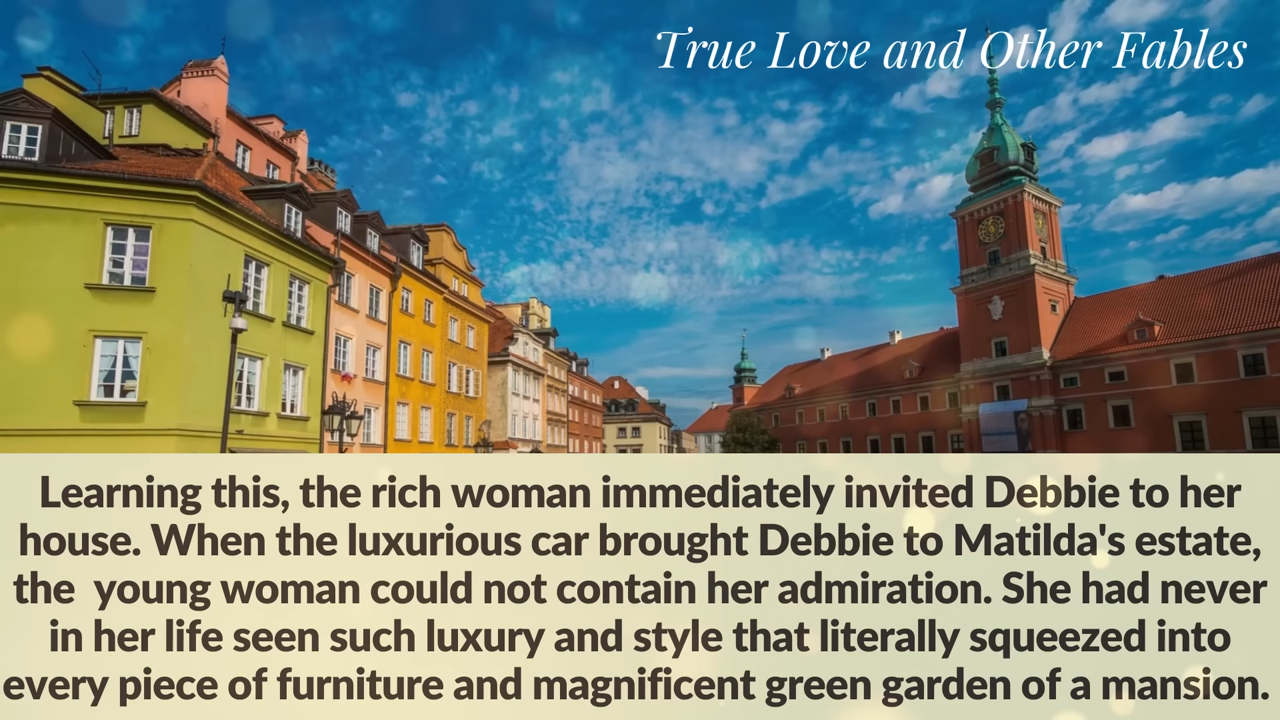 True Love and Other Fables
Learning this, the rich woman immediately invited Debbie to her
house. When the luxurious car brought Debbie to Matilda's estate,
the  young woman could not contain her admiration. She had never
in her life seen such luxury and style that literally squeezed into
every piece of furniture and magnificent green garden of a mansion.